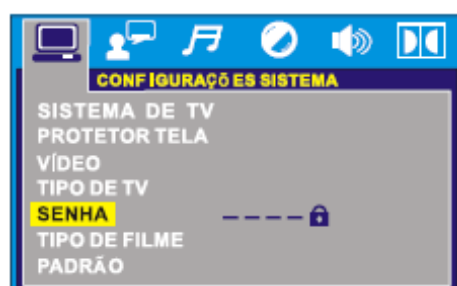 CONFIGURAÇÕES SISTEMA
SISTEMA DE TV
PROTETOR TELA
VÍDEO
TIPO DE TV
SENHA ----
TIPO DE FILME
PADRÃO